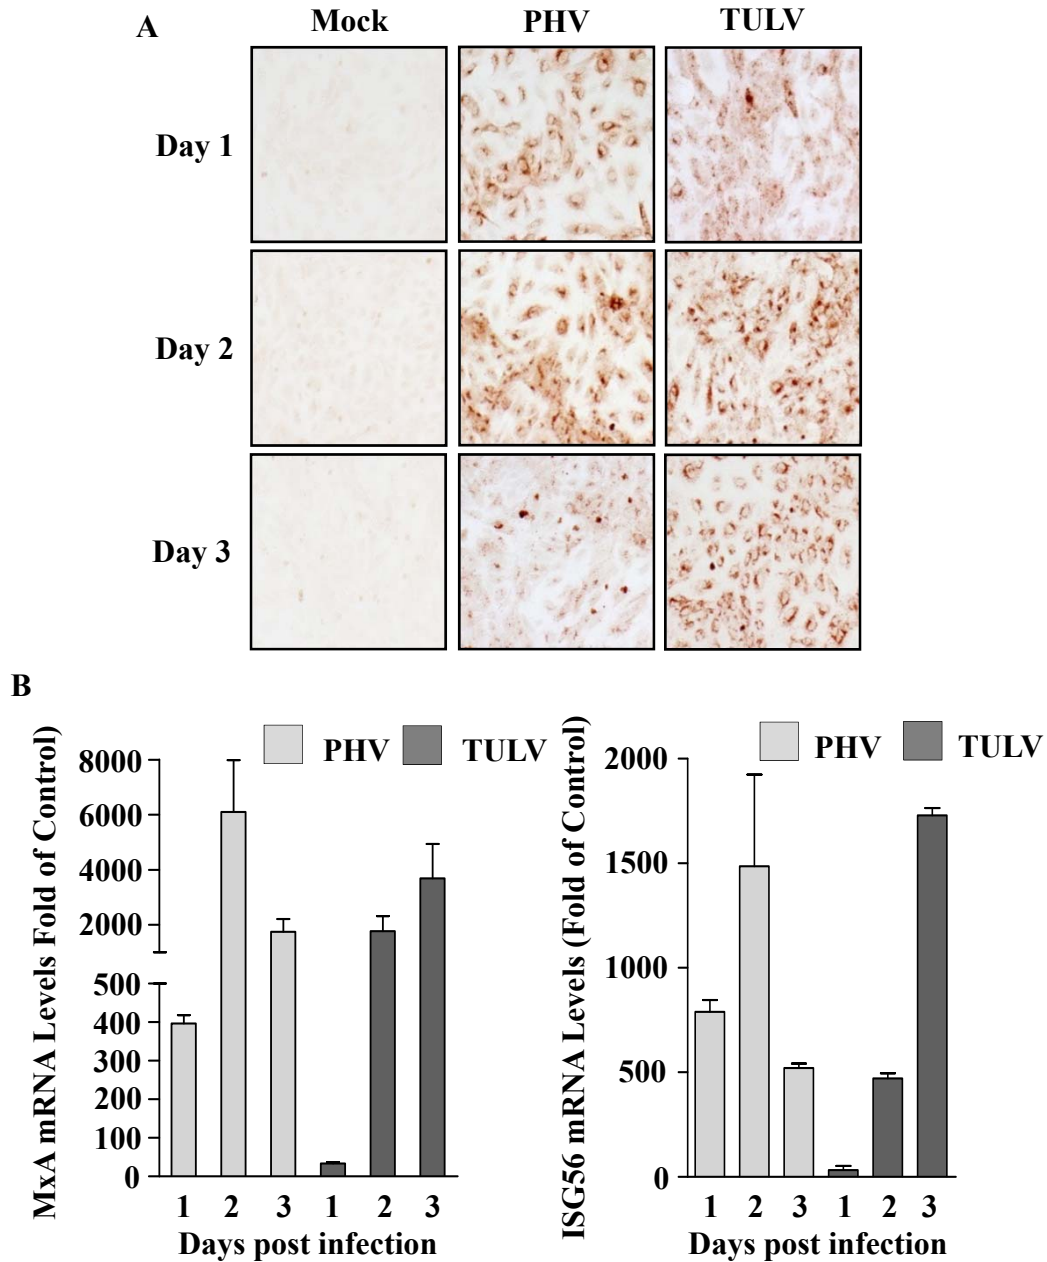 A
Mock PHV TULV
Day 1
Day 2
Day 3
B
PHV TULV
MxA mRNA Levels Fold of Control)
8000
6000
4000
2000
500
400
300
200
100
0
1 2 3 1 2 3
Days post infection
PHV TULV
ISG56 mRNA Levels (Fold of Control)
2000
1500
1000
500
0
1 2 3 1 2 3
Days post infection